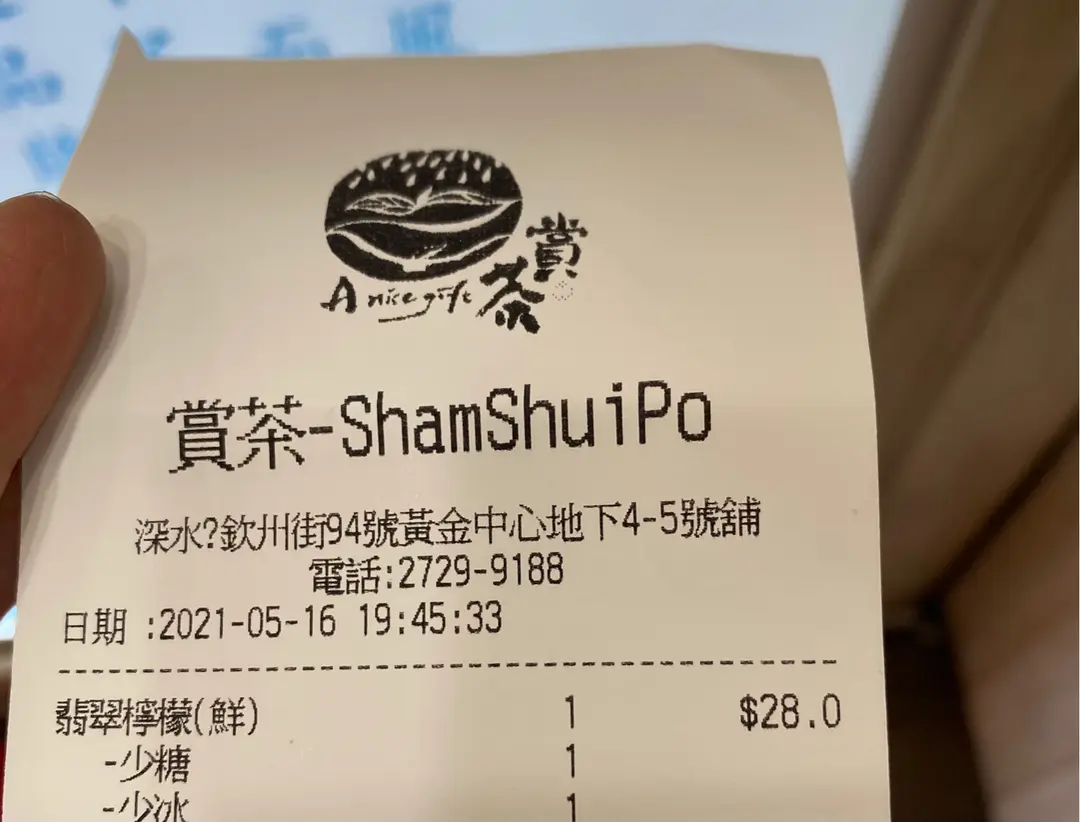 賞茶
A nice gift
賞茶-ShamShuiPo
深水?欽州街94號黃金中心地下4-5號舖
電話:2729-9188
日期 :2021-05-16 19:45:33
翡翠檸檬(鮮) 1 $28.0
-少糖 1
-少冰 1